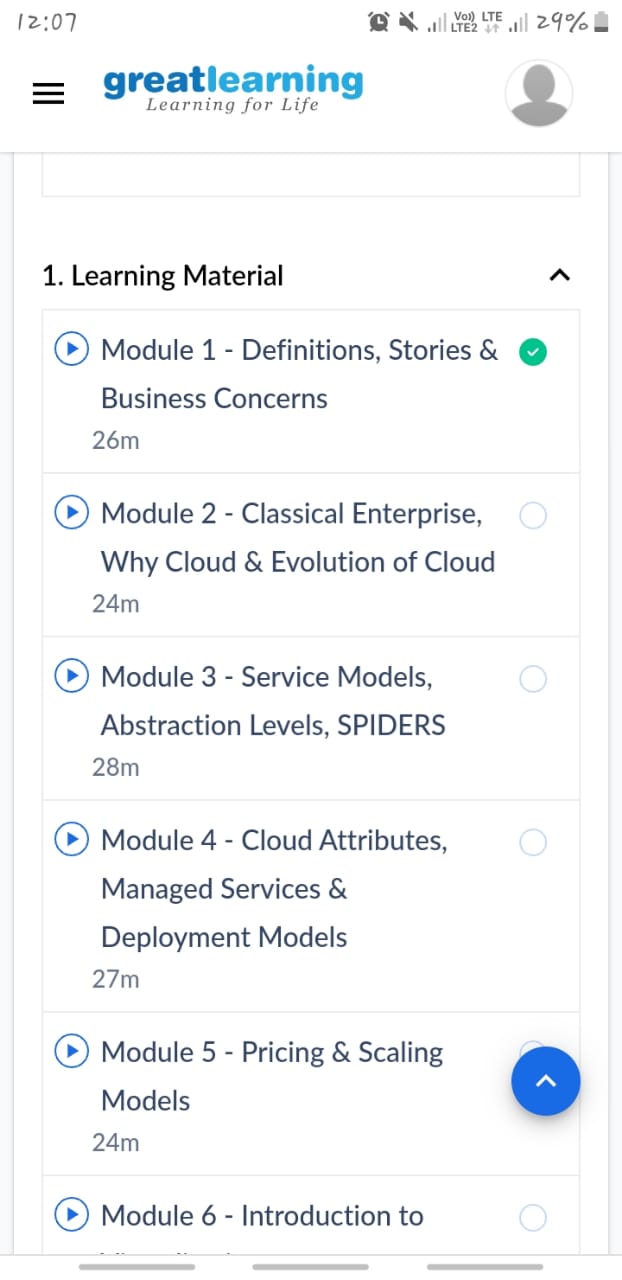 12:07
Vo)) LTE
LTE2
29%
greatlearning
Learning for Life
1. Learning Material
Module 1 - Definitions, Stories &
Business Concerns
26m
Module 2 - Classical Enterprise,
Why Cloud & Evolution of Cloud
24m
Module 3 - Service Models,
Abstraction Levels, SPIDERS
28m
Module 4 - Cloud Attributes,
Managed Services &
Deployment Models
27m
Module 5 - Pricing & Scaling
Models
24m
Module 6 - Introduction to